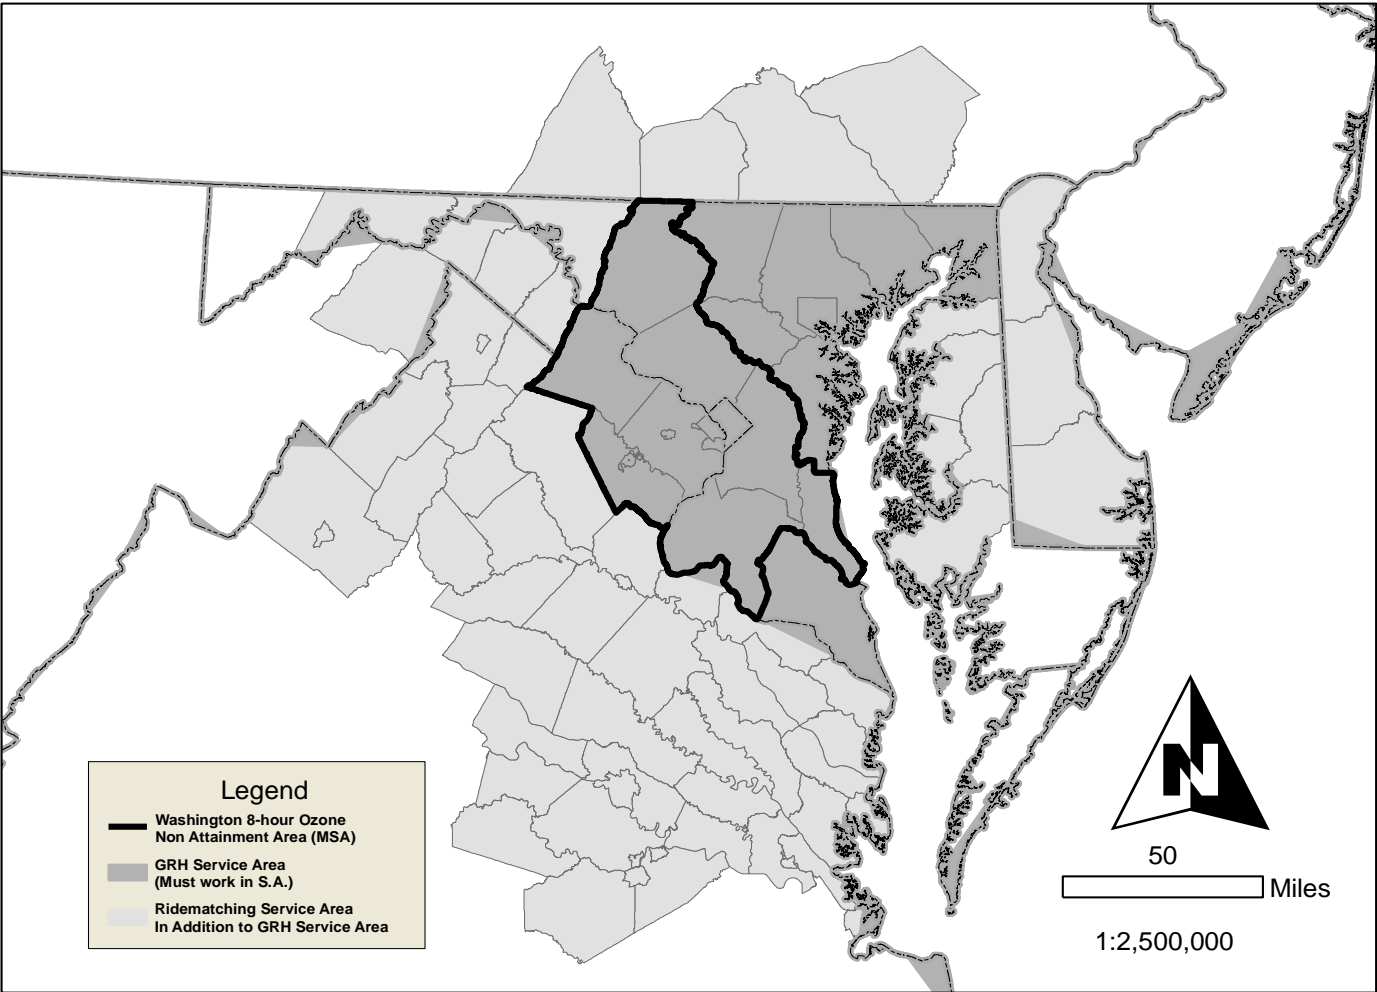 Legend
Washington 8-hour Ozone
Non Attainment Area (MSA)
GRH Service Area
(Must work in S.A.)
Ridematching Service Area
In Addition to GRH Service Area
N
50
Miles
1:2,500,000